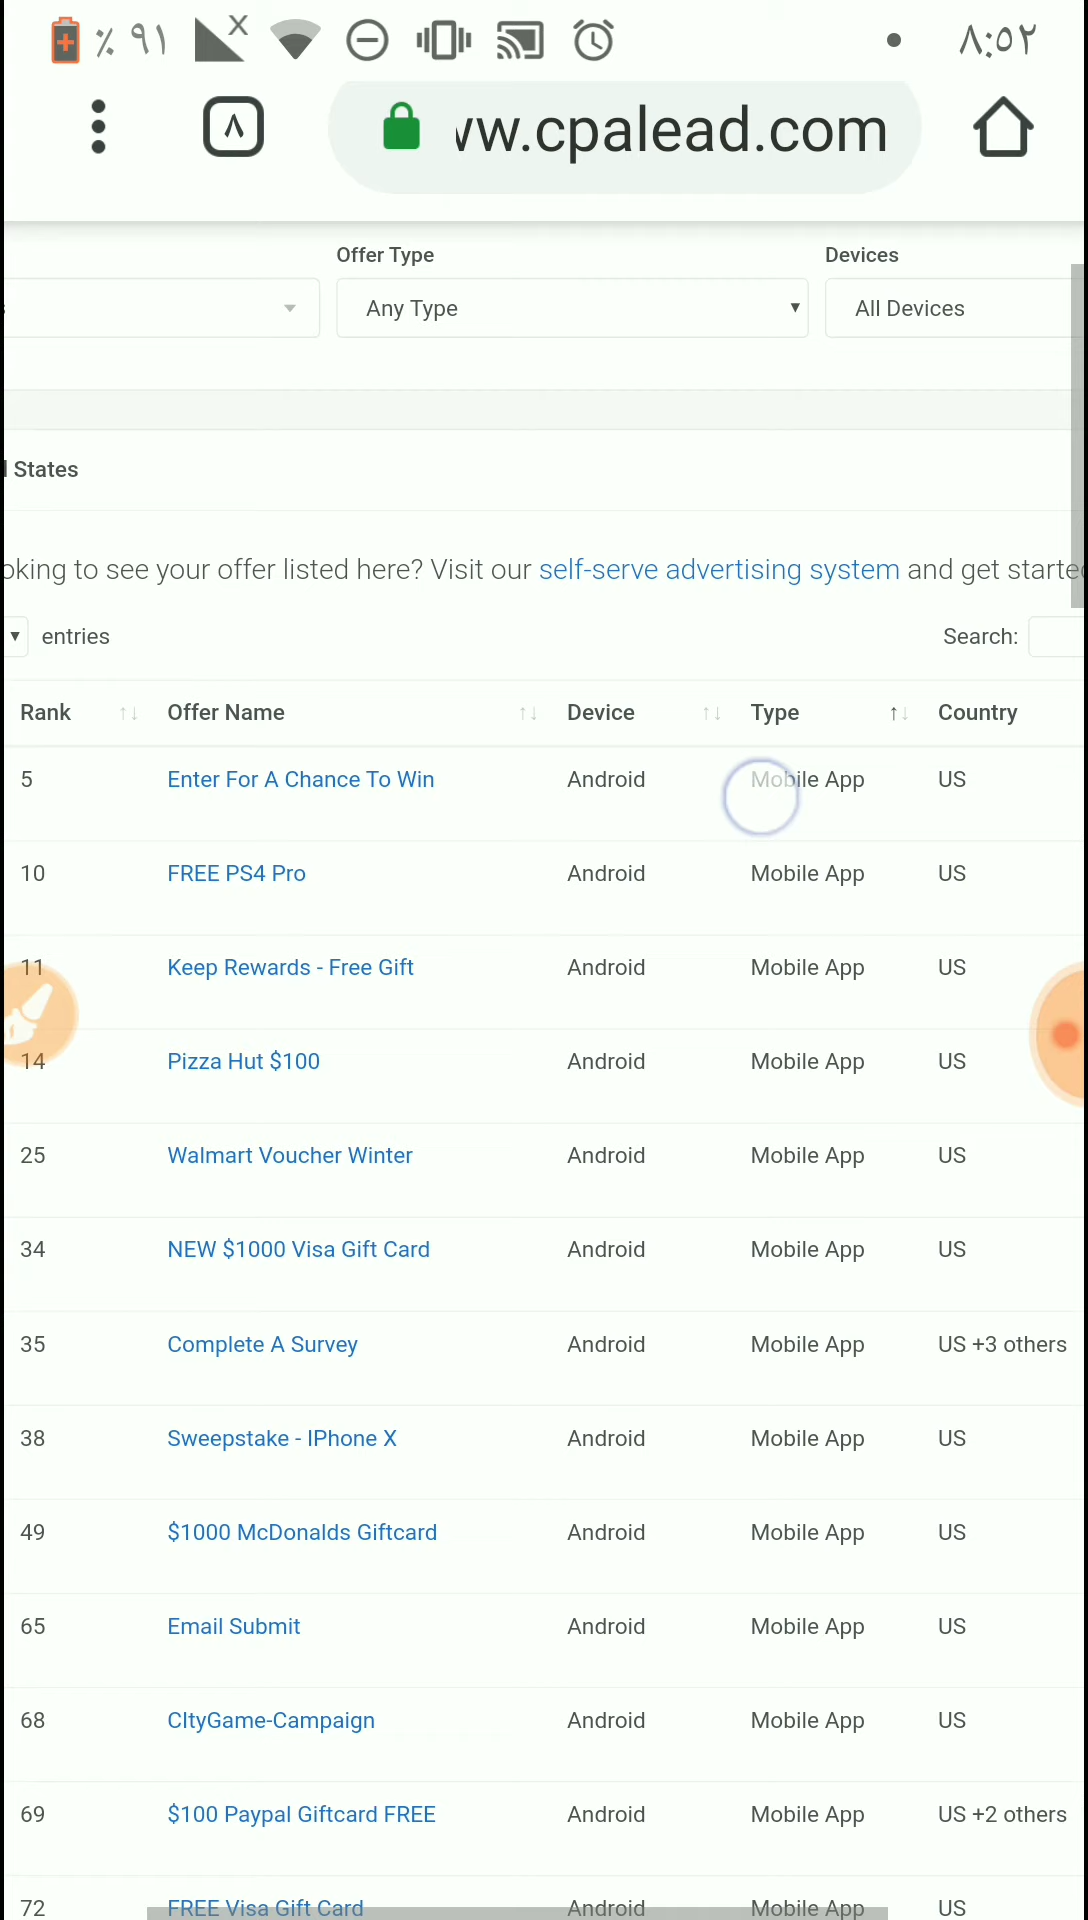 ٪ ٩١ ٨:٥٢
٨ vw.cpalead.com
Offer Type Devices
Any Type All Devices
States
oking to see your offer listed here? Visit our self-serve advertising system and get starte
entries Search:
Rank Offer Name Device Type Country
5 Enter For A Chance To Win Android Mobile App US
10 FREE PS4 Pro Android Mobile App US
11 Keep Rewards - Free Gift Android Mobile App US
14 Pizza Hut $100 Android Mobile App US
25 Walmart Voucher Winter Android Mobile App US
34 NEW $1000 Visa Gift Card Android Mobile App US
35 Complete A Survey Android Mobile App US +3 others
38 Sweepstake - IPhone X Android Mobile App US
49 $1000 McDonalds Giftcard Android Mobile App US
65 Email Submit Android Mobile App US
68 CItyGame-Campaign Android Mobile App US
69 $100 Paypal Giftcard FREE Android Mobile App US +2 others
72 FREE Visa Gift Card Android Mobile App US